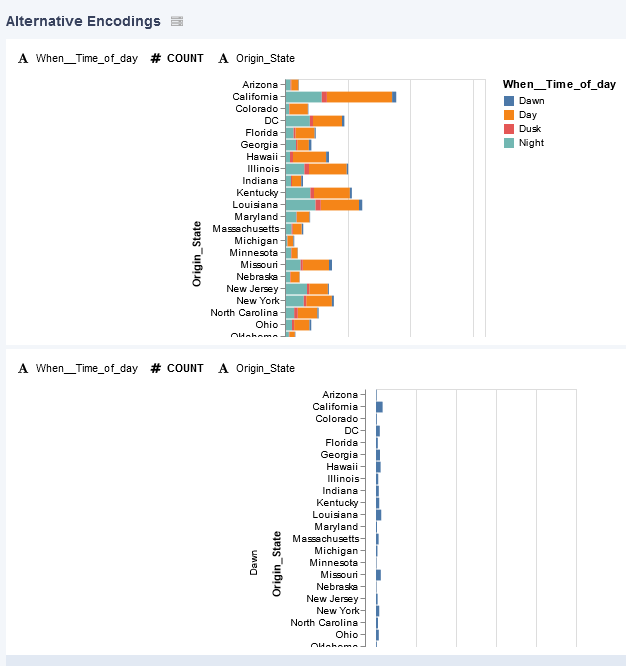 Alternative Encodings
A When__Time_of_day # COUNT A Origin_State
When__Time_of_day
Dawn
Day
Dusk
Night
Origin_State
Arizona
California
Colorado
DC
Florida
Georgia
Hawaii
Illinois
Indiana
Kentucky
Louisiana
Maryland
Massachusetts
Michigan
Minnesota
Missouri
Nebraska
New Jersey
New York
North Carolina
Ohio
Oklahoma
A When__Time_of_day # COUNT A Origin_State
Dawn
Origin_State
Arizona
California
Colorado
DC
Florida
Georgia
Hawaii
Illinois
Indiana
Kentucky
Louisiana
Maryland
Massachusetts
Michigan
Minnesota
Missouri
Nebraska
New Jersey
New York
North Carolina
Ohio
Oklahoma